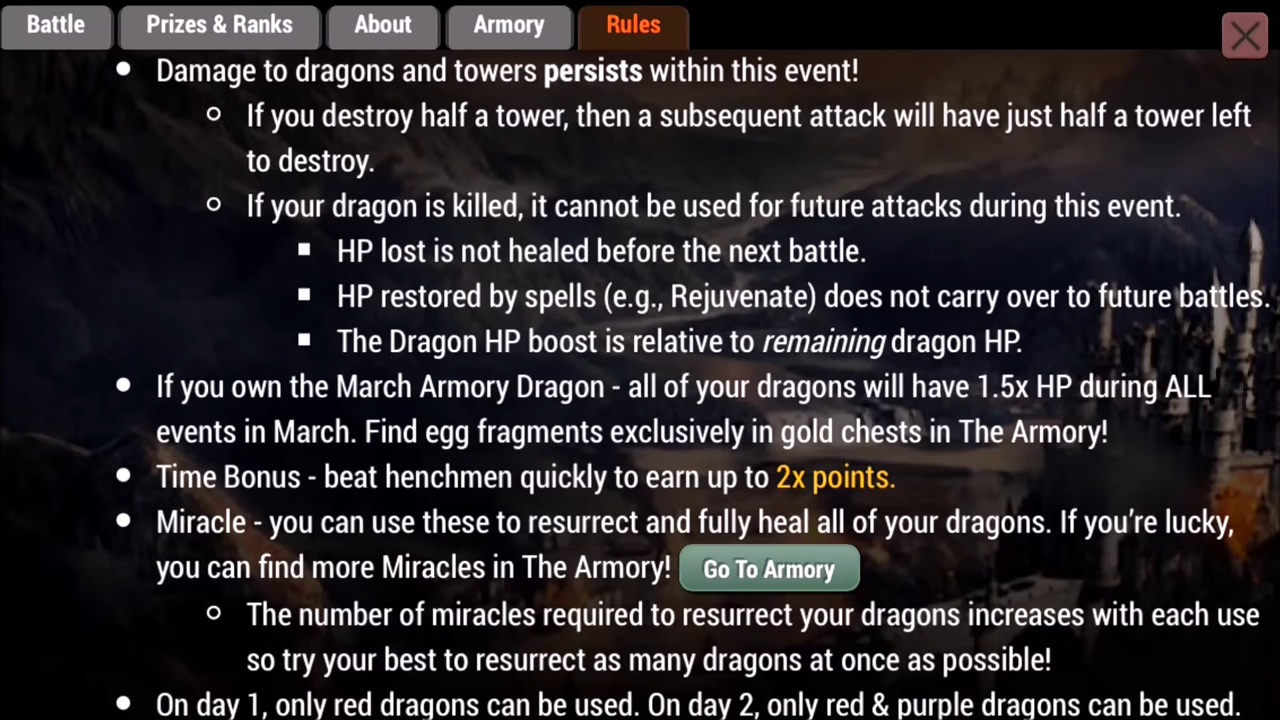 Battle
Prizes & Ranks
About
Armory
Rules
Damage to dragons and towers persists within this event!
If you destroy half a tower, then a subsequent attack will have just half a tower left
to destroy.
If your dragon is killed, it cannot be used for future attacks during this event.
HP lost is not healed before the next battle.
HP restored by spells (e.g., Rejuvenate) does not carry over to future battles.
The Dragon HP boost is relative to remaining dragon HP.
If you own the March Armory Dragon - all of your dragons will have 1.5x HP during ALL
events in March. Find egg fragments exclusively in gold chests in The Armory!
Time Bonus - beat henchmen quickly to earn up to 2x points.
Miracle - you can use these to resurrect and fully heal all of your dragons. If you’re lucky,
you can find more Miracles in The Armory! Go To Armory
The number of miracles required to resurrect your dragons increases with each use
so try your best to resurrect as many dragons at once as possible!
On day 1, only red dragons can be used. On day 2, only red & purple dragons can be used.